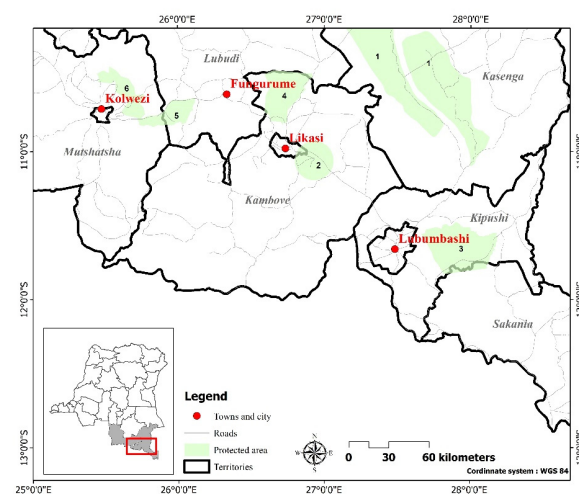 26°0'0"E 27°0'0"E 28°0'0"E
Lubudi
1
1
Kasenga
Fungurume
6
Kolwezi
4
5
Likasi
11°0'0"S
Mutshatsha
2
Kambove
Kipushi
Lubumbashi
3
12°0'0"S
Sakania
Legend
Towns and city
Roads
Protected area
Territories
N
W E
S
0 30 60 kilometers
13°0'0"S
Cordinnate system : WGS 84
25°0'0"E 26°0'0"E 27°0'0"E 28°0'0"E